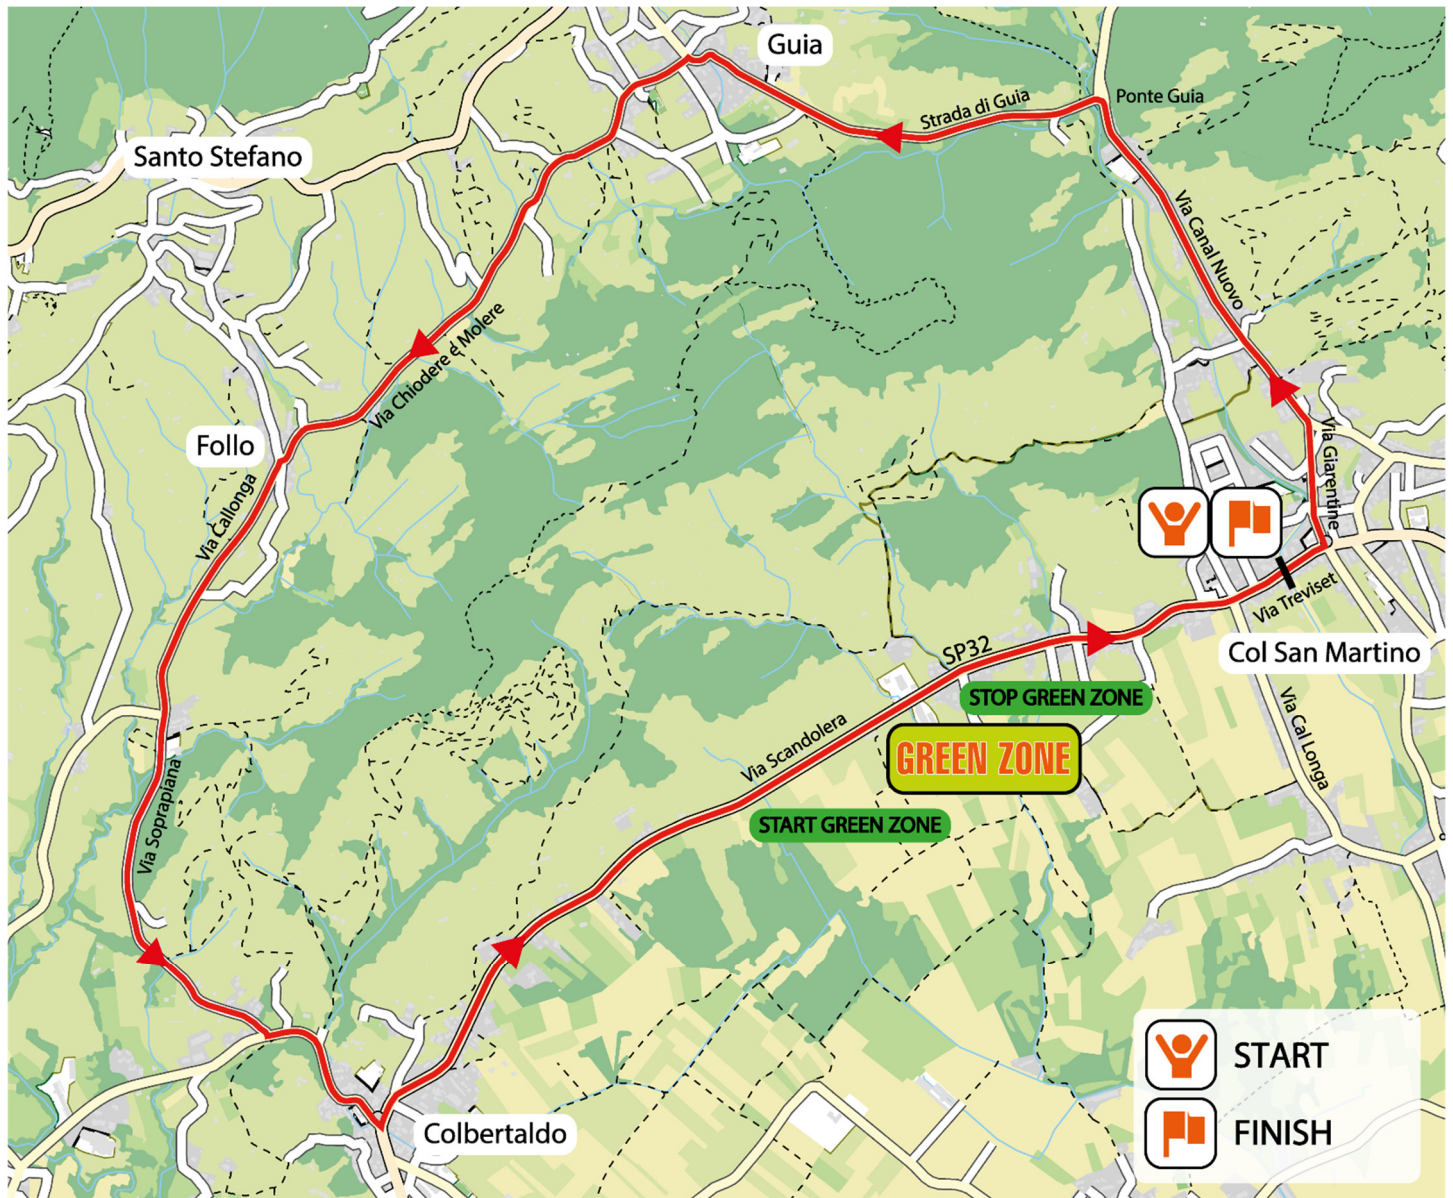 Guia
Ponte Guia
Strada di Guia
Santo Stefano
Via Canal Nuovo
Via Chiodere e Molere
Follo
Via Giarentine
Via Callonga
Via Treviset
SP32
Col San Martino
STOP GREEN ZONE
Via Scandolera
GREEN ZONE
Via Cal Longa
Via Soprapiana
START GREEN ZONE
START
Colbertaldo
FINISH